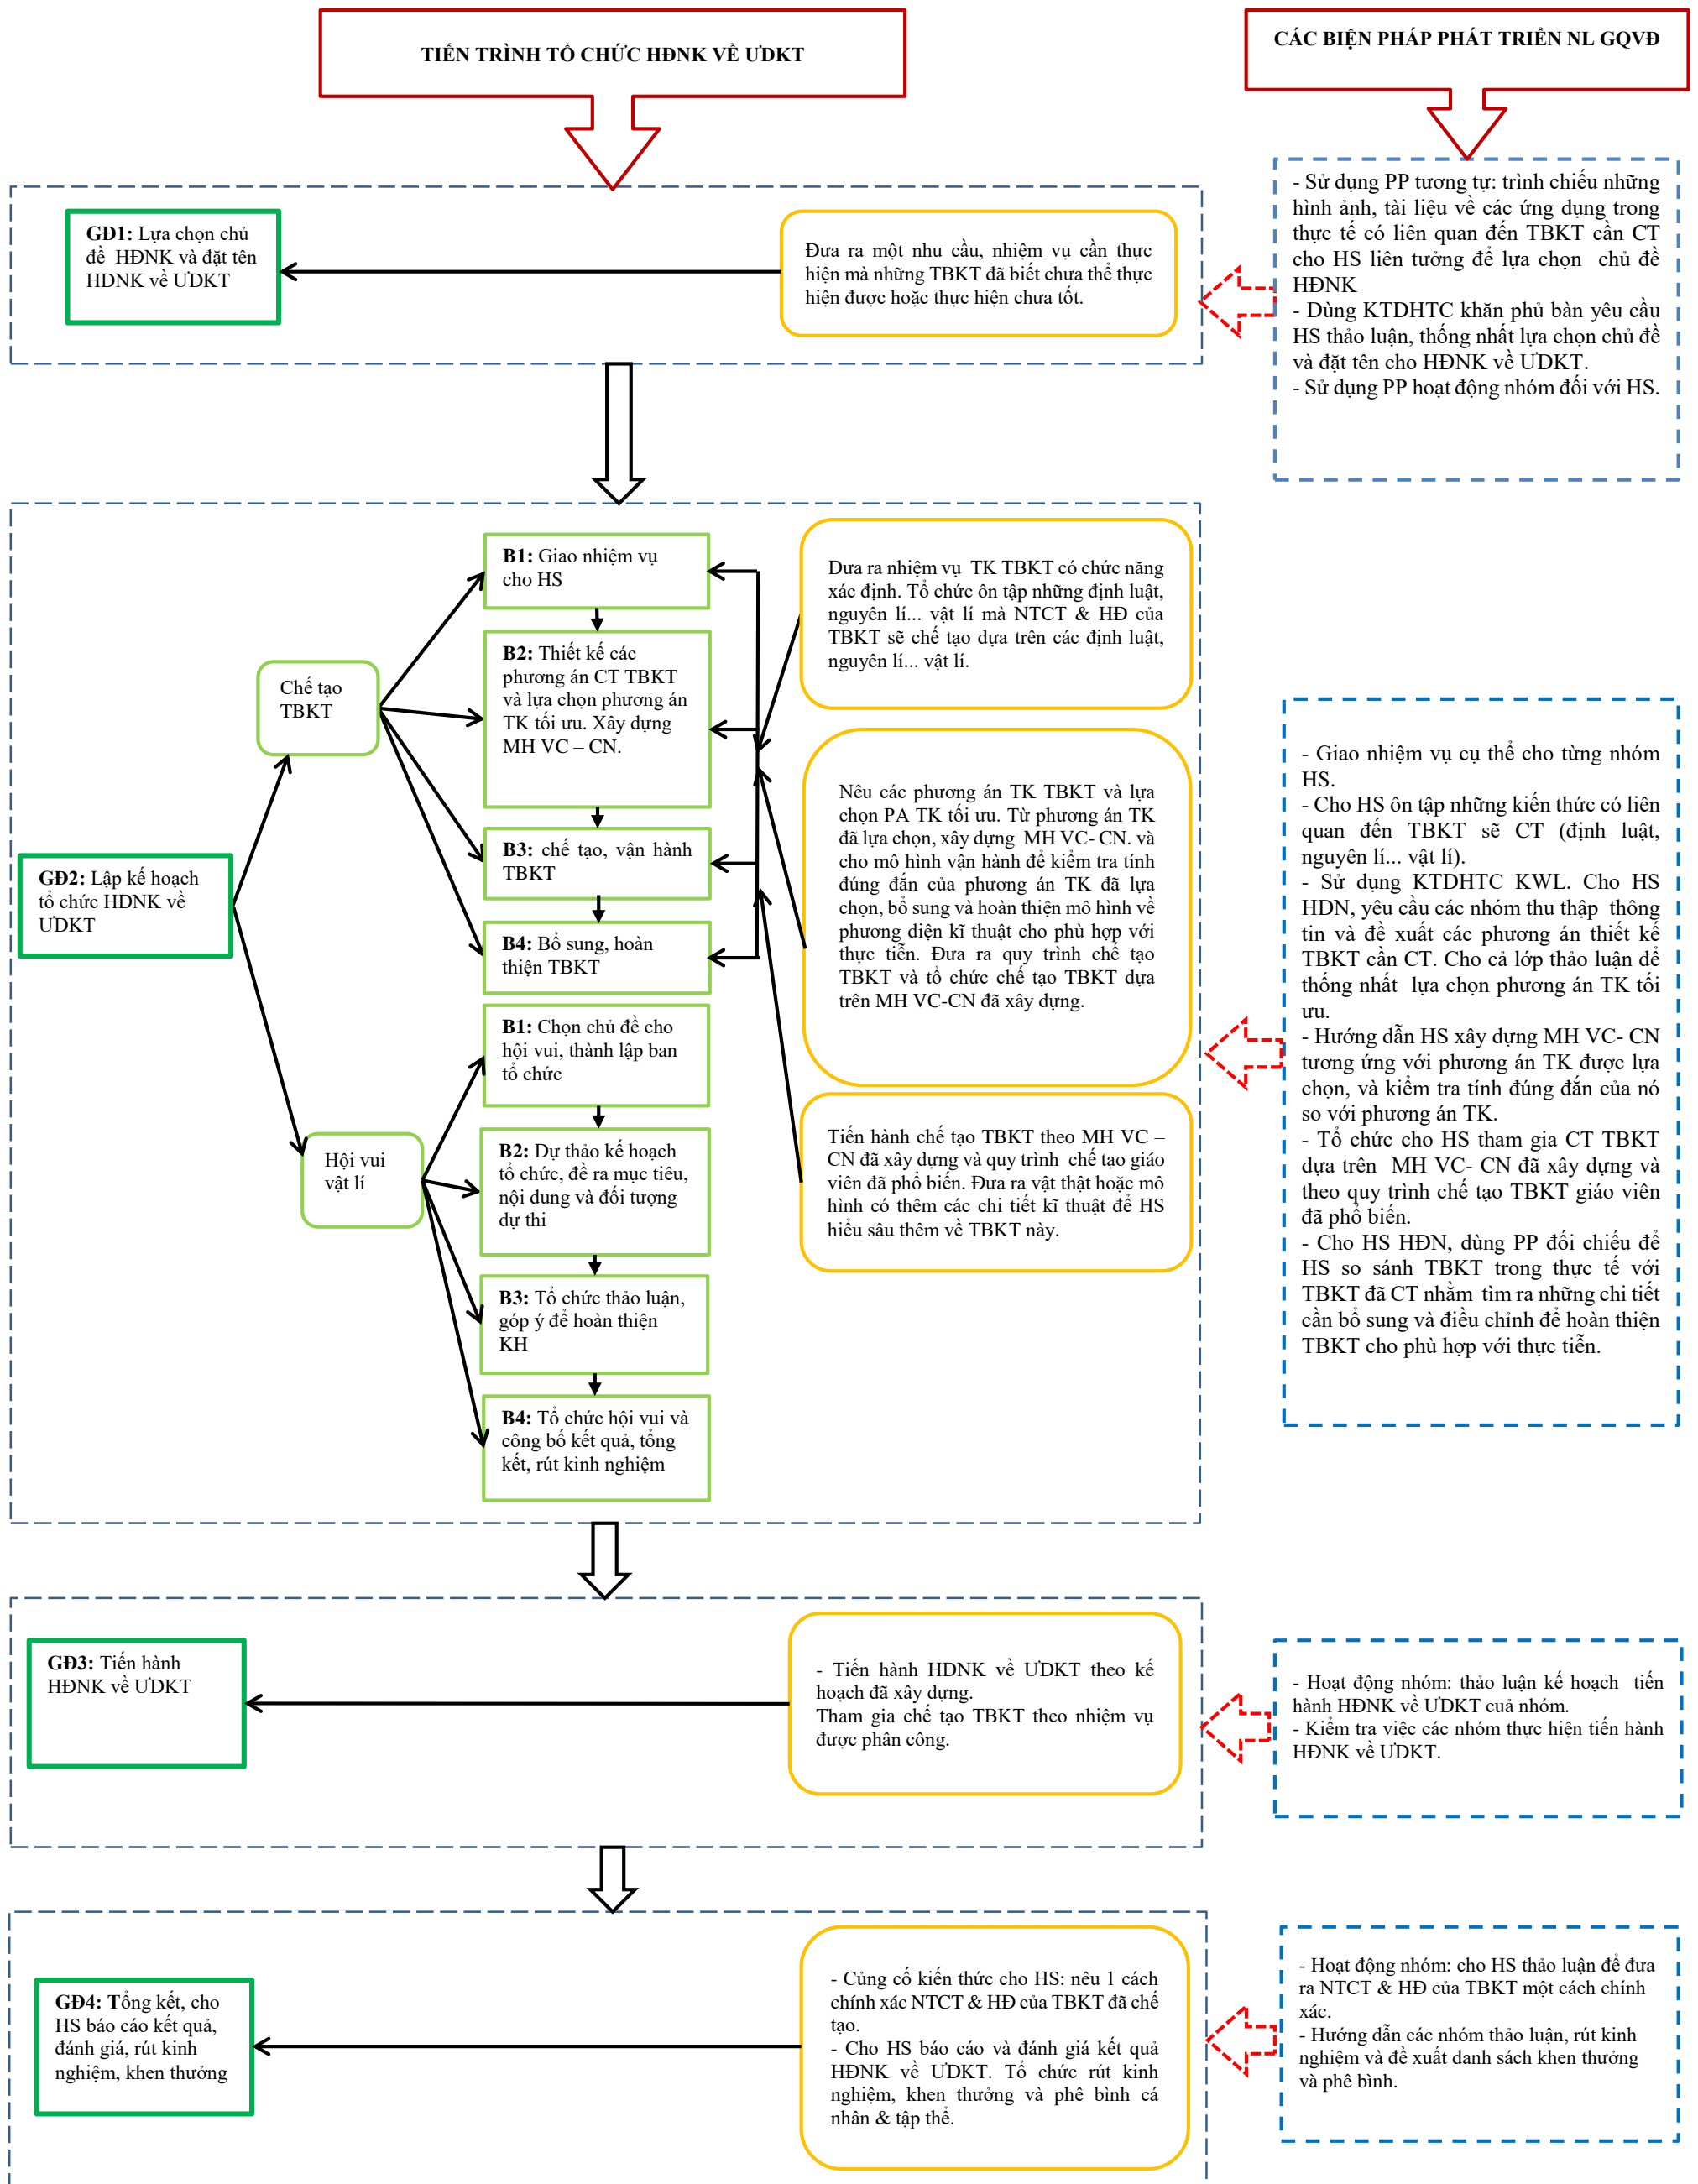 TIẾN TRÌNH TỔ CHỨC HĐNK VỀ ƯDKT
CÁC BIỆN PHÁP PHÁT TRIỂN NL GQVĐ
GĐ1: Lựa chọn chủ
đề HĐNK và đặt tên
HĐNK về ƯDKT
Đưa ra một nhu cầu, nhiệm vụ cần thực
hiện mà những TBKT đã biết chưa thể thực
hiện được hoặc thực hiện chưa tốt.
- Sử dụng PP tương tự: trình chiếu những
hình ảnh, tài liệu về các ứng dụng trong
thực tế có liên quan đến TBKT cần CT
cho HS liên tưởng để lựa chọn chủ đề
HĐNK
- Dùng KTDHTC khăn phủ bàn yêu cầu
HS thảo luận, thống nhất lựa chọn chủ đề
và đặt tên cho HĐNK về ƯDKT.
- Sử dụng PP hoạt động nhóm đối với HS.
GĐ2: Lập kế hoạch
tổ chức HĐNK về
ƯDKT
Chế tạo
TBKT
B1: Giao nhiệm vụ
cho HS
B2: Thiết kế các
phương án CT TBKT
và lựa chọn phương án
TK tối ưu. Xây dựng
MH VC – CN.
B3: chế tạo, vận hành
TBKT
B4: Bổ sung, hoàn
thiện TBKT
Hội vui
vật lí
B1: Chọn chủ đề cho
hội vui, thành lập ban
tổ chức
B2: Dự thảo kế hoạch
tổ chức, đề ra mục tiêu,
nội dung và đối tượng
dự thi
B3: Tổ chức thảo luận,
góp ý để hoàn thiện
KH
B4: Tổ chức hội vui và
công bố kết quả, tổng
kết, rút kinh nghiệm
Đưa ra nhiệm vụ TK TBKT có chức năng
xác định. Tổ chức ôn tập những định luật,
nguyên lí... vật lí mà NTCT & HĐ của
TBKT sẽ chế tạo dựa trên các định luật,
nguyên lí... vật lí.
Nêu các phương án TK TBKT và lựa
chọn PA TK tối ưu. Từ phương án TK
đã lựa chọn, xây dựng MH VC- CN. và
cho mô hình vận hành để kiểm tra tính
đúng đắn của phương án TK đã lựa
chọn, bổ sung và hoàn thiện mô hình về
phương diện kĩ thuật cho phù hợp với
thực tiễn. Đưa ra quy trình chế tạo
TBKT và tổ chức chế tạo TBKT dựa
trên MH VC-CN đã xây dựng.
Tiến hành chế tạo TBKT theo MH VC –
CN đã xây dựng và quy trình chế tạo giáo
viên đã phổ biến. Đưa ra vật thật hoặc mô
hình có thêm các chi tiết kĩ thuật để HS
hiểu sâu thêm về TBKT này.
- Giao nhiệm vụ cụ thể cho từng nhóm
HS.
- Cho HS ôn tập những kiến thức có liên
quan đến TBKT sẽ CT (định luật,
nguyên lí... vật lí).
- Sử dụng KTDHTC KWL. Cho HS
HĐN, yêu cầu các nhóm thu thập thông
tin và đề xuất các phương án thiết kế
TBKT cần CT. Cho cả lớp thảo luận để
thống nhất lựa chọn phương án TK tối
ưu.
- Hướng dẫn HS xây dựng MH VC- CN
tương ứng với phương án TK được lựa
chọn, và kiểm tra tính đúng đắn của nó
so với phương án TK.
- Tổ chức cho HS tham gia CT TBKT
dựa trên MH VC- CN đã xây dựng và
theo quy trình chế tạo TBKT giáo viên
đã phổ biến.
- Cho HS HĐN, dùng PP đối chiếu để
HS so sánh TBKT trong thực tế với
TBKT đã CT nhằm tìm ra những chi tiết
cần bổ sung và điều chỉnh để hoàn thiện
TBKT cho phù hợp với thực tiễn.
GĐ3: Tiến hành
HĐNK về ƯDKT
- Tiến hành HĐNK về ƯDKT theo kế
hoạch đã xây dựng.
Tham gia chế tạo TBKT theo nhiệm vụ
được phân công.
- Hoạt động nhóm: thảo luận kế hoạch tiến
hành HĐNK về ƯDKT cuả nhóm.
- Kiểm tra việc các nhóm thực hiện tiến hành
HĐNK về ƯDKT.
GĐ4: Tổng kết, cho
HS báo cáo kết quả,
đánh giá, rút kinh
nghiệm, khen thưởng
- Củng cố kiến thức cho HS: nêu 1 cách
chính xác NTCT & HĐ của TBKT đã chế
tạo.
- Cho HS báo cáo và đánh giá kết quả
HĐNK về ƯDKT. Tổ chức rút kinh
nghiệm, khen thưởng và phê bình cá
nhân & tập thể.
- Hoạt động nhóm: cho HS thảo luận để đưa
ra NTCT & HĐ của TBKT một cách chính
xác.
- Hướng dẫn các nhóm thảo luận, rút kinh
nghiệm và đề xuất danh sách khen thưởng
và phê bình.